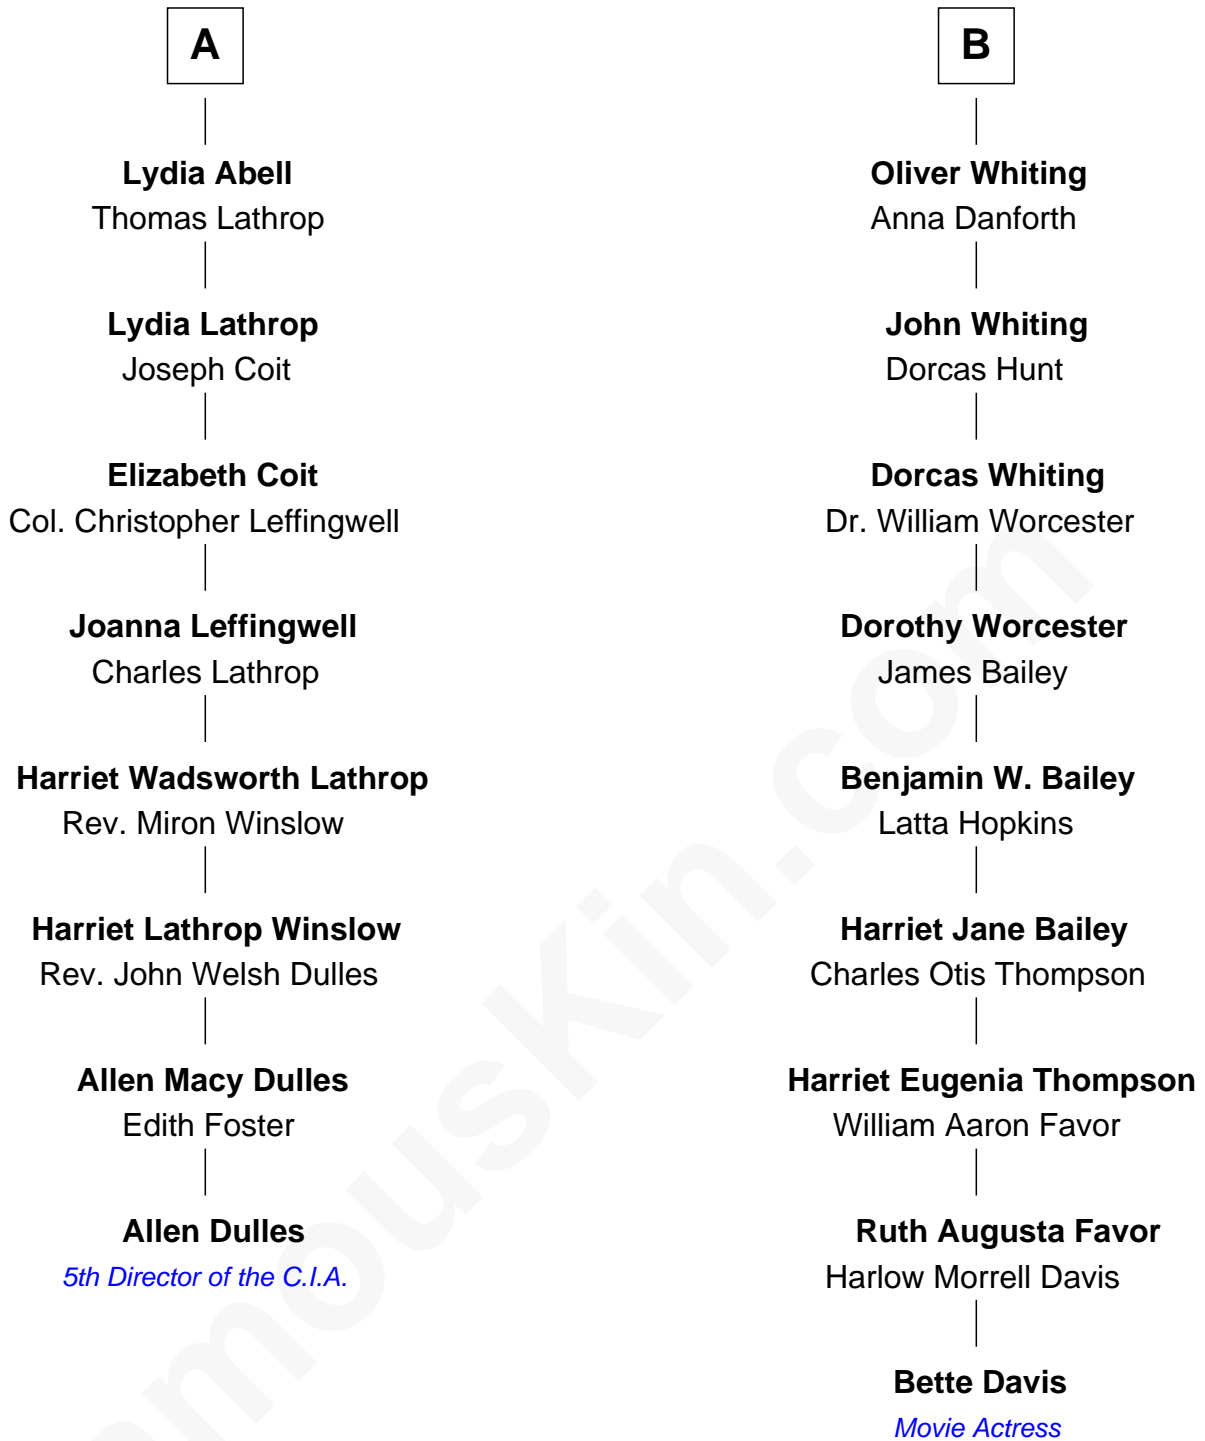 A
Lydia Abell
Thomas Lathrop
Lydia Lathrop
Joseph Coit
Elizabeth Coit
Col. Christopher Leffingwell
Joanna Leffingwell
Charles Lathrop
Harriet Wadsworth Lathrop
Rev. Miron Winslow
Harriet Lathrop Winslow
Rev. John Welsh Dulles
Allen Macy Dulles
Edith Foster
Allen Dulles
5th Director of the C.I.A.
B
Oliver Whiting
Anna Danforth
John Whiting
Dorcas Hunt
Dorcas Whiting
Dr. William Worcester
Dorothy Worcester
James Bailey
Benjamin W. Bailey
Latta Hopkins
Harriet Jane Bailey
Charles Otis Thompson
Harriet Eugenia Thompson
William Aaron Favor
Ruth Augusta Favor
Harlow Morrell Davis
Bette Davis
Movie Actress
amousKin.com